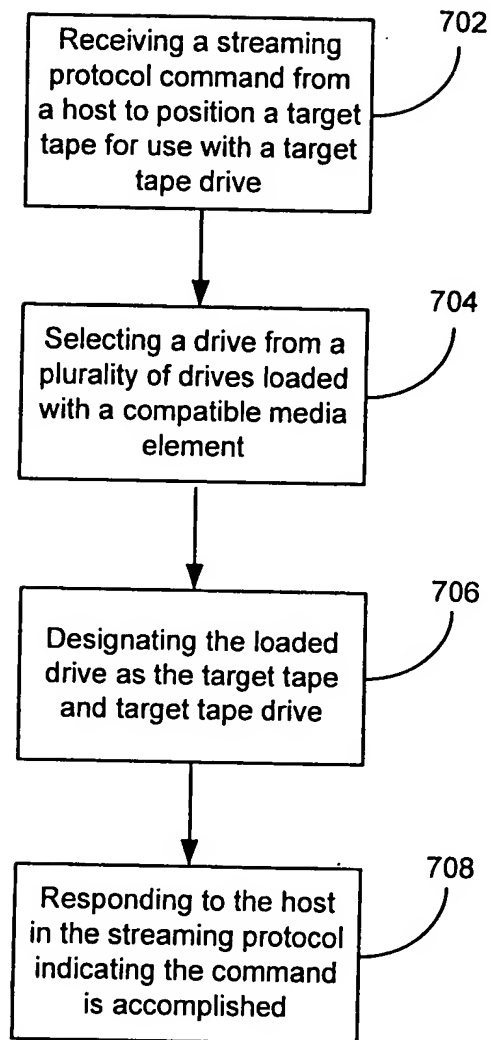 702
Receiving a streaming
protocol command from
a host to position a target
tape for use with a target
tape drive
704
Selecting a drive from a
plurality of drives loaded
with a compatible media
element
706
Designating the loaded
drive as the target tape
and target tape drive
708
Responding to the host
in the streaming protocol
indicating the command
is accomplished